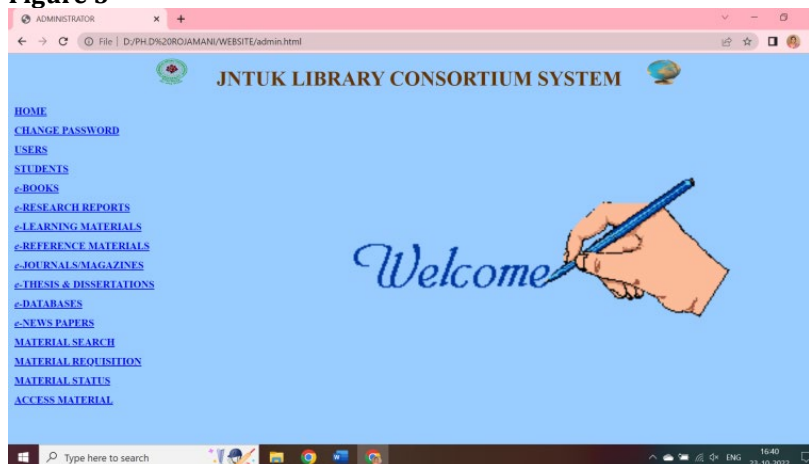 ADMINISTRATOR
File | D:/PH.D%20ROJAMANI/WEBSITE/admin.html
JNTUK LIBRARY CONSORTIUM SYSTEM
HOME
CHANGE PASSWORD
USERS
STUDENTS
e-BOOKS
e-RESEARCH REPORTS
e-LEARNING MATERIALS
e-REFERENCE MATERIALS
e-JOURNALS/MAGAZINES
e-THESIS & DISSERTATIONS
e-DATABASES
e-NEWS PAPERS
MATERIAL SEARCH
MATERIAL REQUISITION
MATERIAL STATUS
ACCESS MATERIAL
Welcome
Type here to search
ENG
16:40